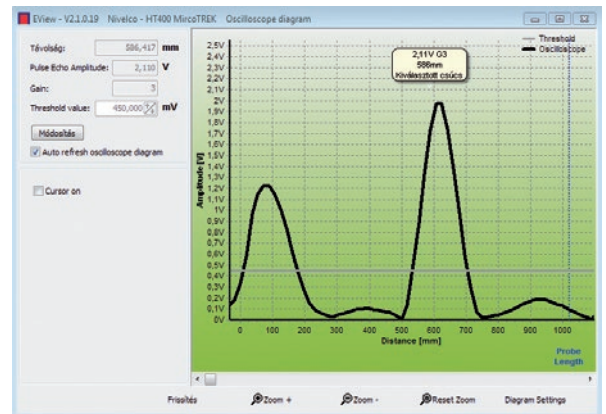 EView - V2.1.0.19 Nivelco - HT400 MircoTREK Oscilloscope diagram
Távolság: 586,417 mm
Pulse Echo Amplitude: 2,110 V
Gain: 3
Threshold value: 450,000 mV
Módosítás
Auto refresh oscilloscope diagram
Cursor on
Threshold
Oscilloscope
2,11V G3
586mm
Kiválasztott csúcs
Amplitude [V]
2,5V
2,4V
2,3V
2,2V
2,1V
2V
1,9V
1,8V
1,7V
1,6V
1,5V
1,4V
1,3V
1,2V
1,1V
1V
0,9V
0,8V
0,7V
0,6V
0,5V
0,4V
0,3V
0,2V
0,1V
0V
0 100 200 300 400 500 600 700 800 900 1000
Distance [mm]
Probe
Length
Frissítés Zoom + Zoom - Reset Zoom Diagram Settings